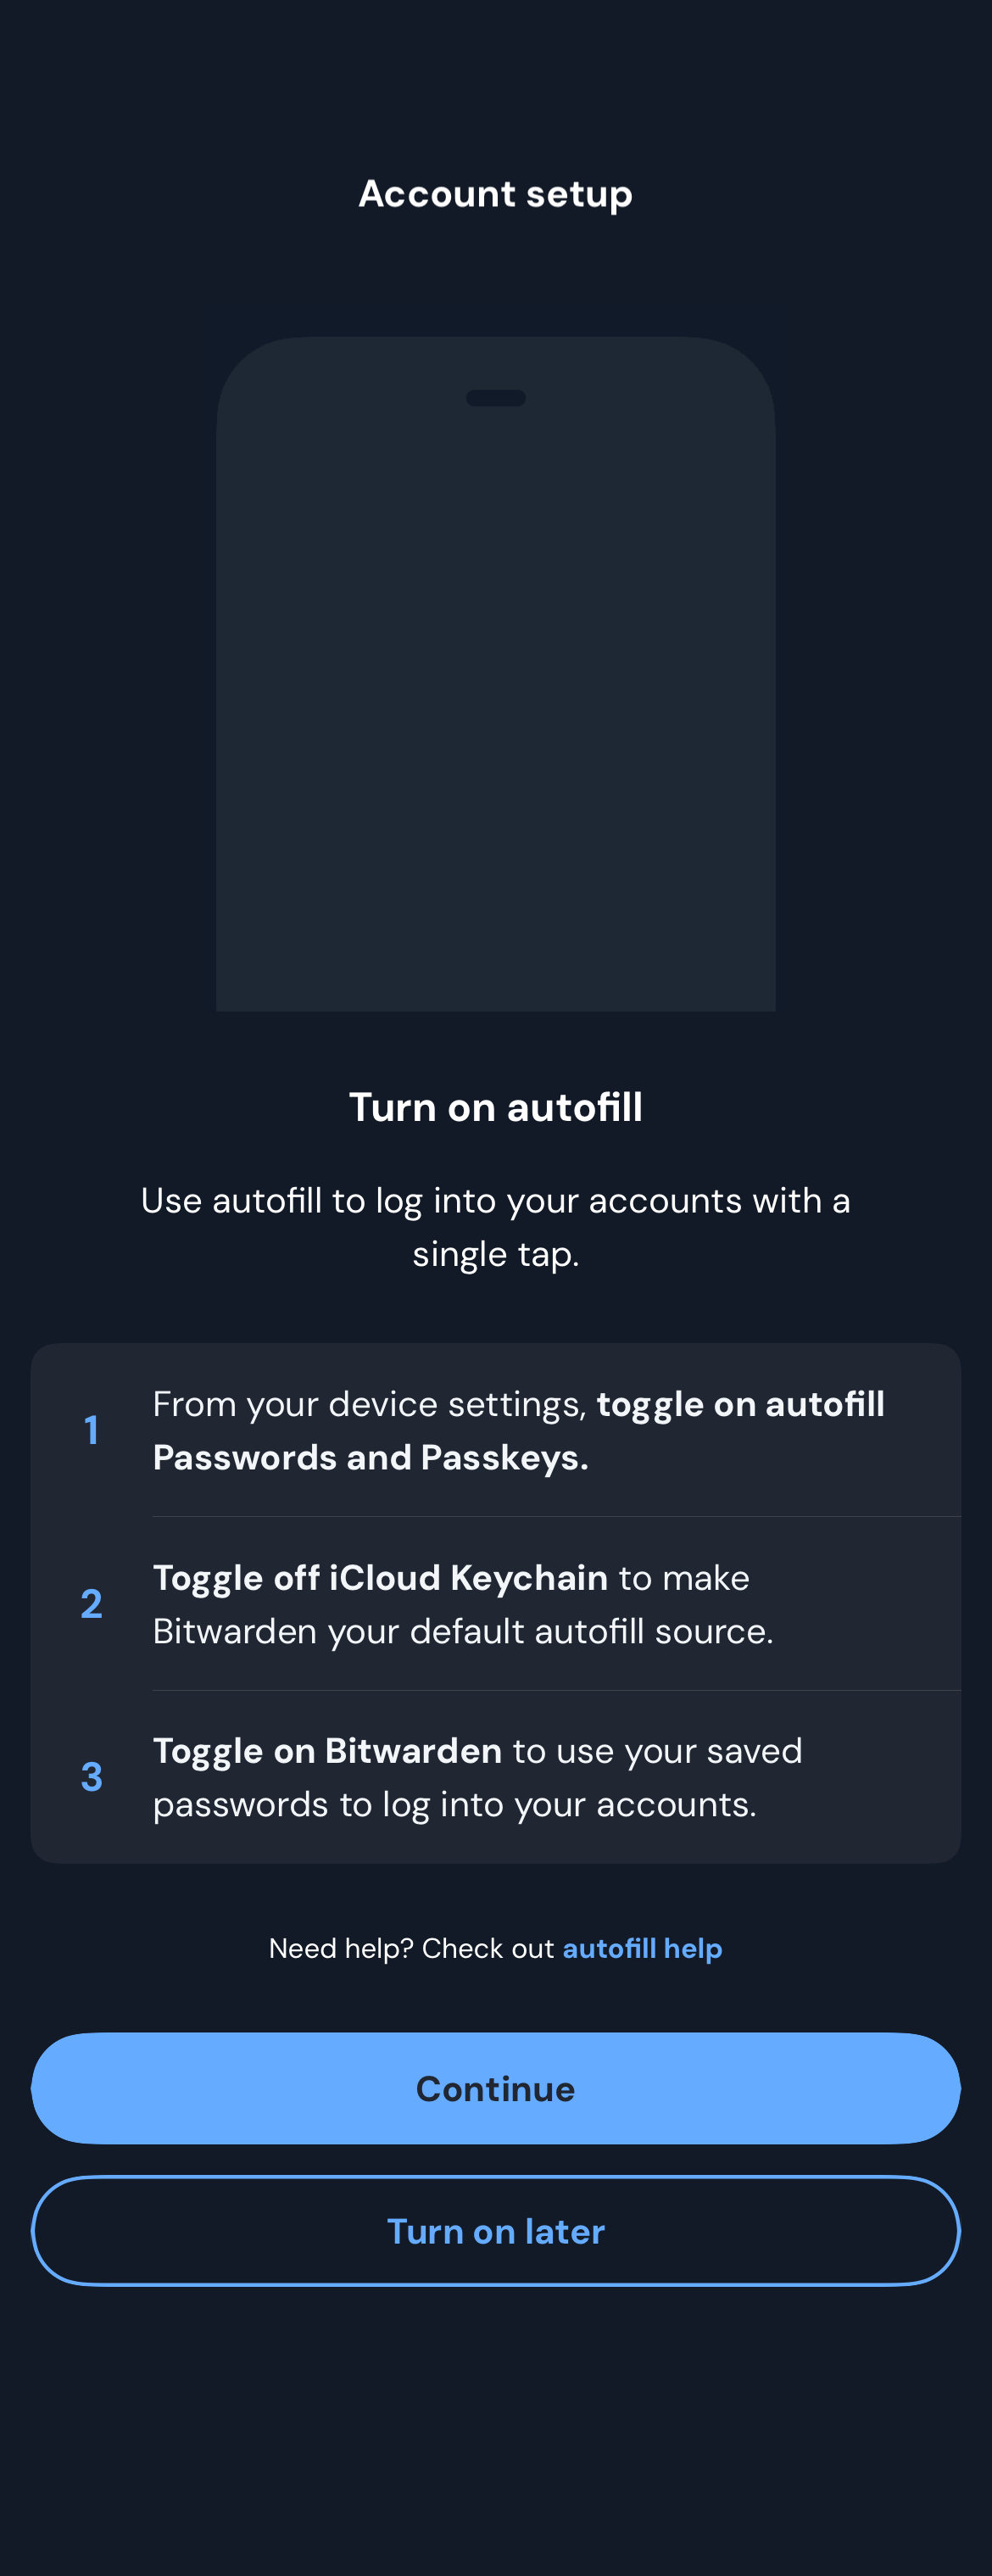 Account setup
Turn on autofill
Use autofill to log into your accounts with a
single tap.
1
From your device settings, toggle on autofill
Passwords and Passkeys.
2
Toggle off iCloud Keychain to make
Bitwarden your default autofill source.
3
Toggle on Bitwarden to use your saved
passwords to log into your accounts.
Need help? Check out autofill help
Continue
Turn on later